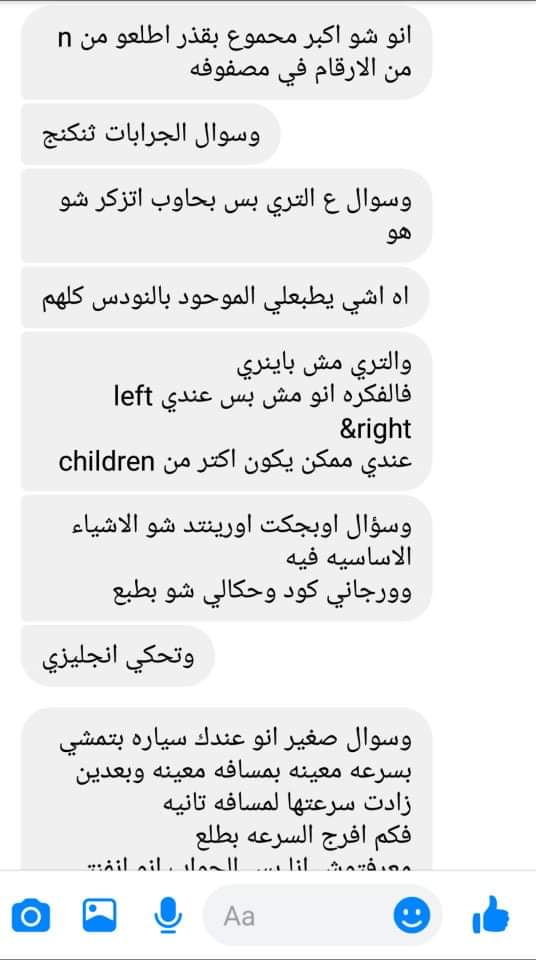 انو شو اكبر محموع بقذر اطلعو من n
من الارقام في مصفوفه
وسوال الجرابات ثنكنج
وسوال ع التري بس بحاوب اتزكر شو
هو
اه اشي يطبعلي الموحود بالنودس كلهم
والتري مش باينري
فالفكره انو مش بس عندي left
&right
عندي ممكن يكون اكتر من children
وسؤال اوبجكت اورينتد شو الاشياء
الاساسيه فيه
وورجاني كود وحكالي شو بطبع
وتحكي انجليزي
وسوال صغير انو عندك سياره بتمشي
بسرعه معينه بمسافه معينه وبعدين
زادت سرعتها لمسافه تانيه
فكم افرج السرعه بطلع
Aa